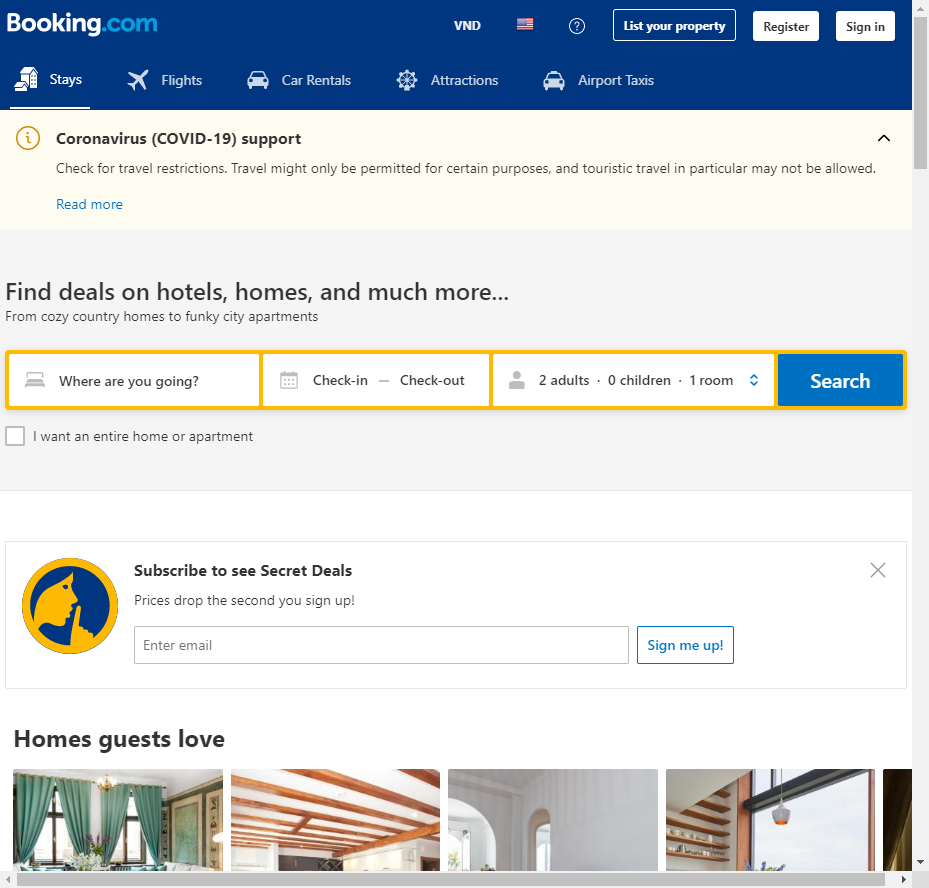 Booking.com
VND
List your property
Register
Sign in
Stays
Flights
Car Rentals
Attractions
Airport Taxis
Coronavirus (COVID-19) support
Check for travel restrictions. Travel might only be permitted for certain purposes, and touristic travel in particular may not be allowed.
Read more
Find deals on hotels, homes, and much more...
From cozy country homes to funky city apartments
Where are you going?
Check-in — Check-out
2 adults · 0 children · 1 room
Search
I want an entire home or apartment
Subscribe to see Secret Deals
Prices drop the second you sign up!
Enter email
Sign me up!
Homes guests love